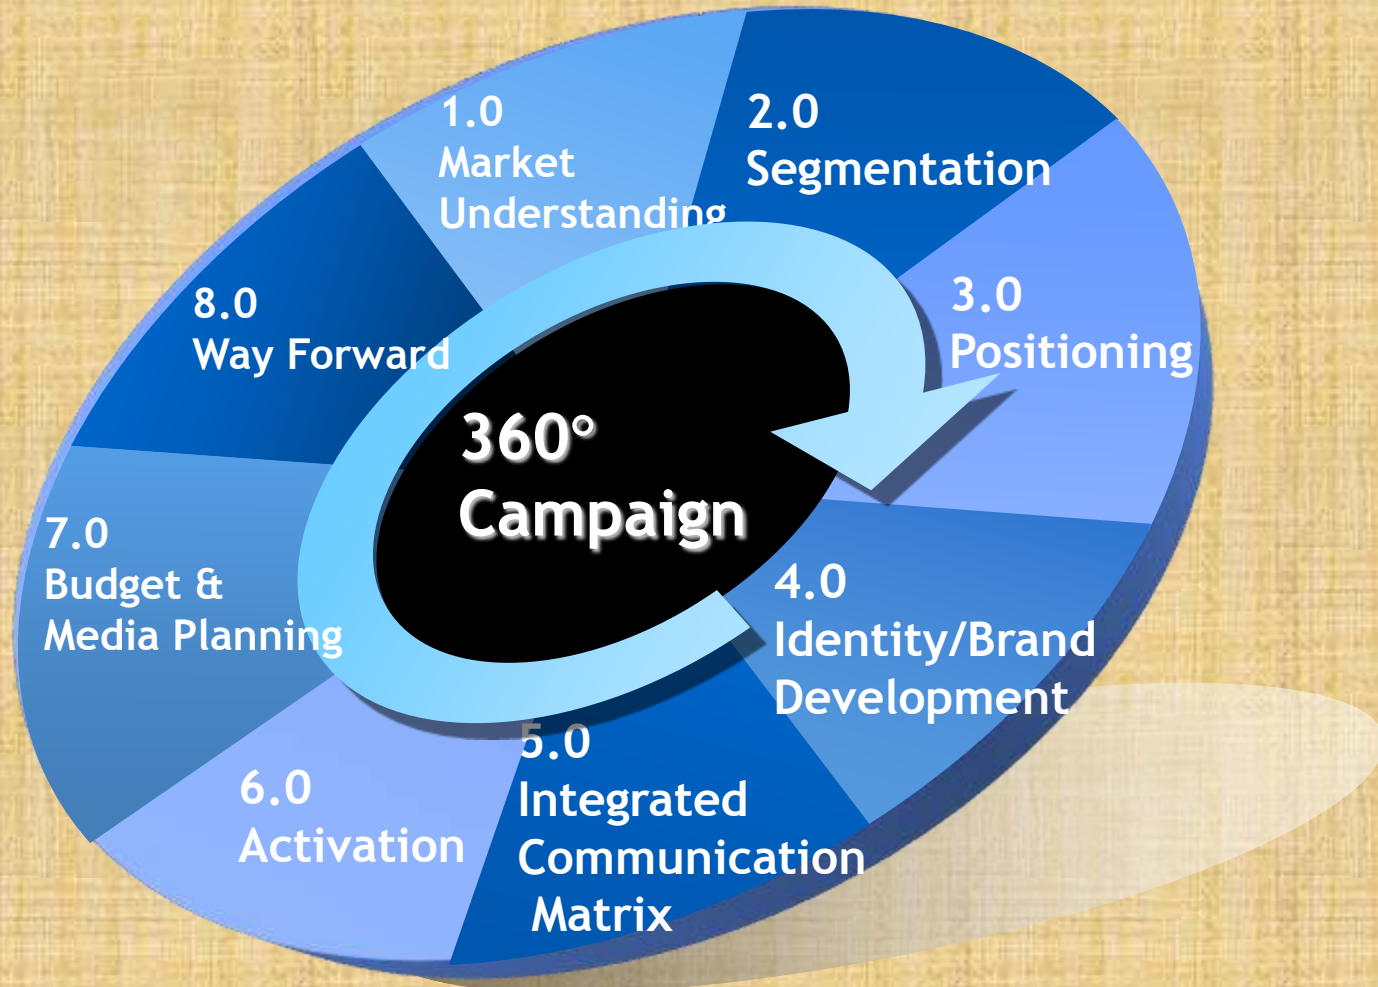 1.0
Market
Understanding
2.0
Segmentation
3.0
Positioning
4.0
Identity/Brand
Development
5.0
Integrated
Communication
Matrix
6.0
Activation
7.0
Budget &
Media Planning
8.0
Way Forward
360°
Campaign